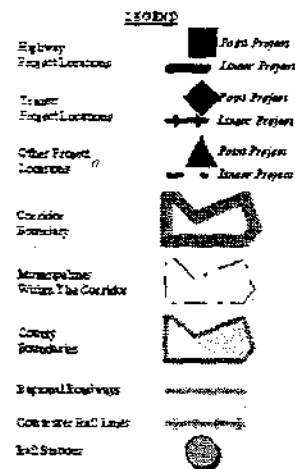 LEGEND
Highway
Project Locations
Point Project
Linear Project
Transit
Project Locations
Point Project
Linear Project
Other Project
Locations
Point Project
Linear Project
Corridor
Boundary
Municipalities
Within The Corridor
County
Boundaries
Regional Roadways
Commuter Rail Lines
Rail Stations